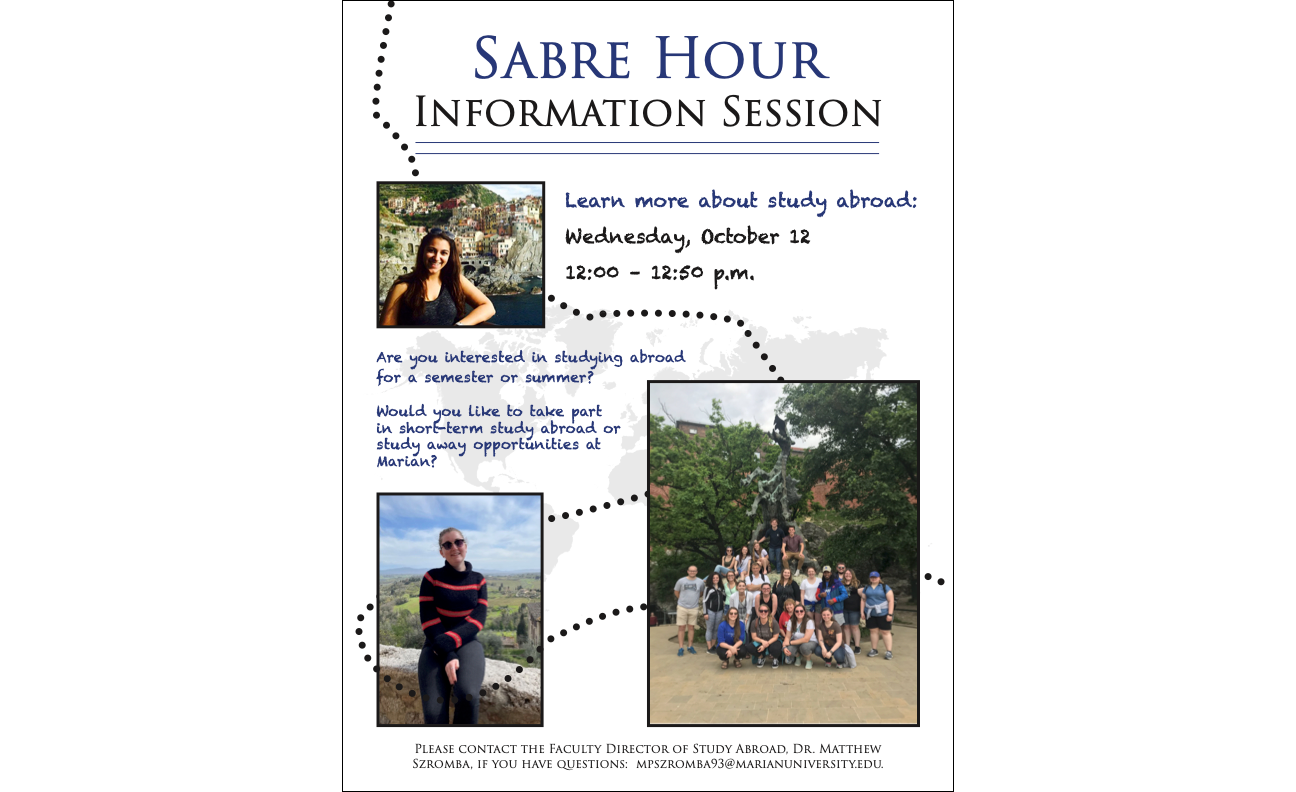 Sabre Hour
Information Session
Learn more about study abroad:
Wednesday, October 12
12:00 - 12:50 p.m.
Are you interested in studying abroad
for a semester or summer?
Would you like to take part
in short-term study abroad or
study away opportunities at
Marian?
Please contact the Faculty Director of Study Abroad, Dr. Matthew
Szromba, if you have questions: mpszromba93@marianuniversity.edu.